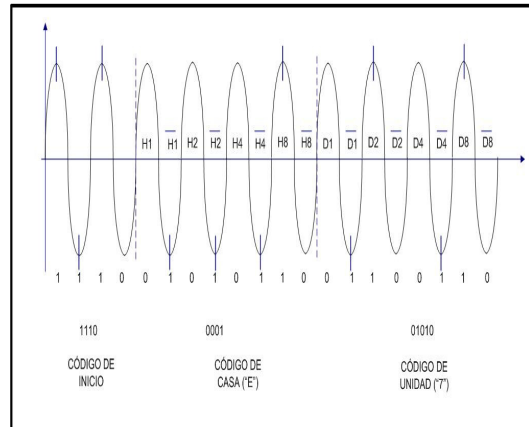 H1 H1 H2 H2 H4 H4 H8 H8 D1 D1 D2 D2 D4 D4 D8 D8
1 1 1 0 0 1 0 1 0 1 1 0 0 1 1 0 0 1 1 0
1110 0001 01010
CÓDIGO DE INICIO
CÓDIGO DE CASA ("E")
CÓDIGO DE UNIDAD ("7")